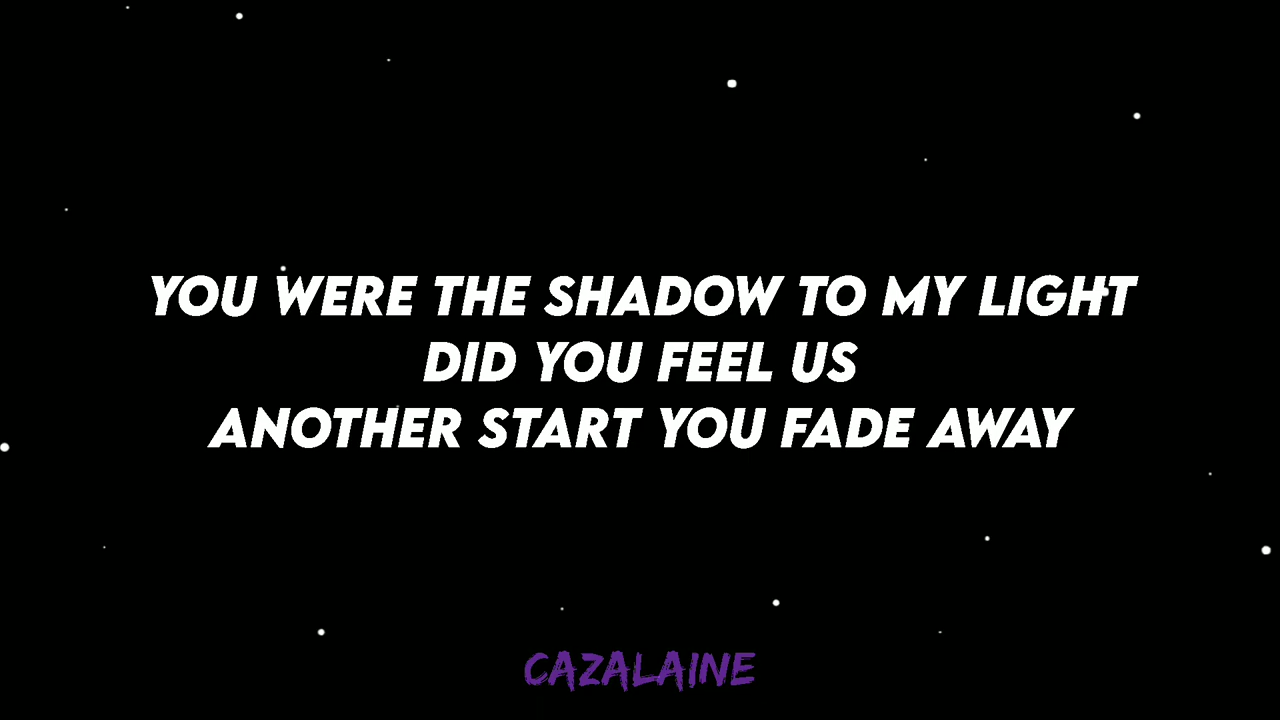 YOU WERE THE SHADOW TO MY LIGHT
DID YOU FEEL US
ANOTHER START YOU FADE AWAY
CAZALAINE